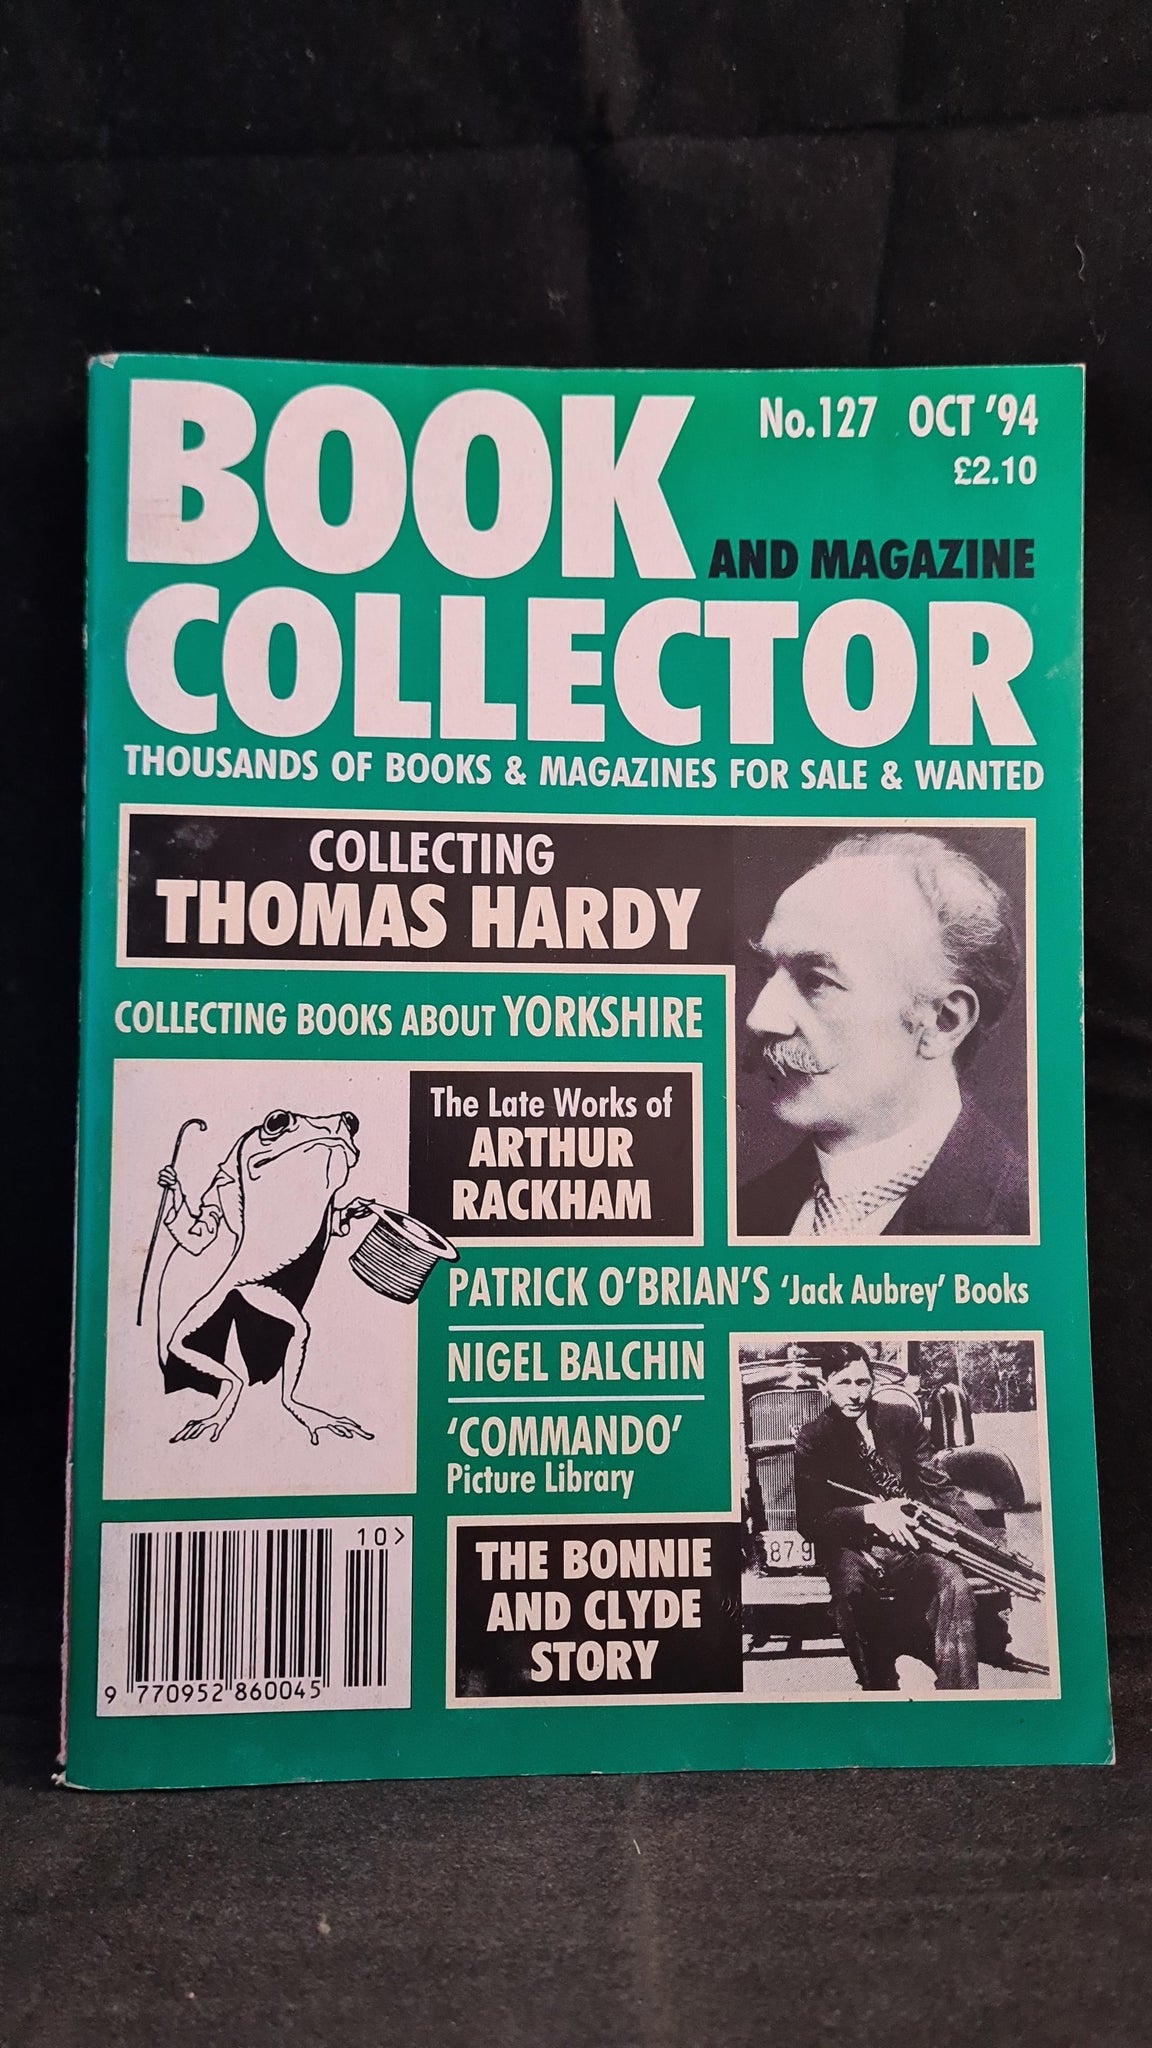 BOOK
No.127 OCT '94
£2.10
AND MAGAZINE
COLLECTOR
THOUSANDS OF BOOKS & MAGAZINES FOR SALE & WANTED
COLLECTING
THOMAS HARDY
COLLECTING BOOKS ABOUT YORKSHIRE
The Late Works of
ARTHUR
RACKHAM
PATRICK O'BRIAN'S 'Jack Aubrey' Books
NIGEL BALCHIN
'COMMANDO'
Picture Library
THE BONNIE
AND CLYDE
STORY
87-9
10>
9 770952 860045